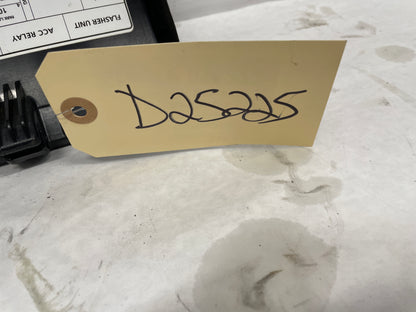 FLASHER UNIT
ACC RELAY
D25225